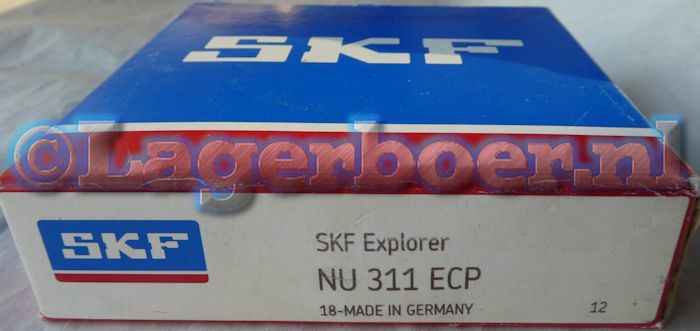 SKF
©Lagerboer.nl
SKF
SKF Explorer
NU 311 ECP
18-MADE IN GERMANY 12